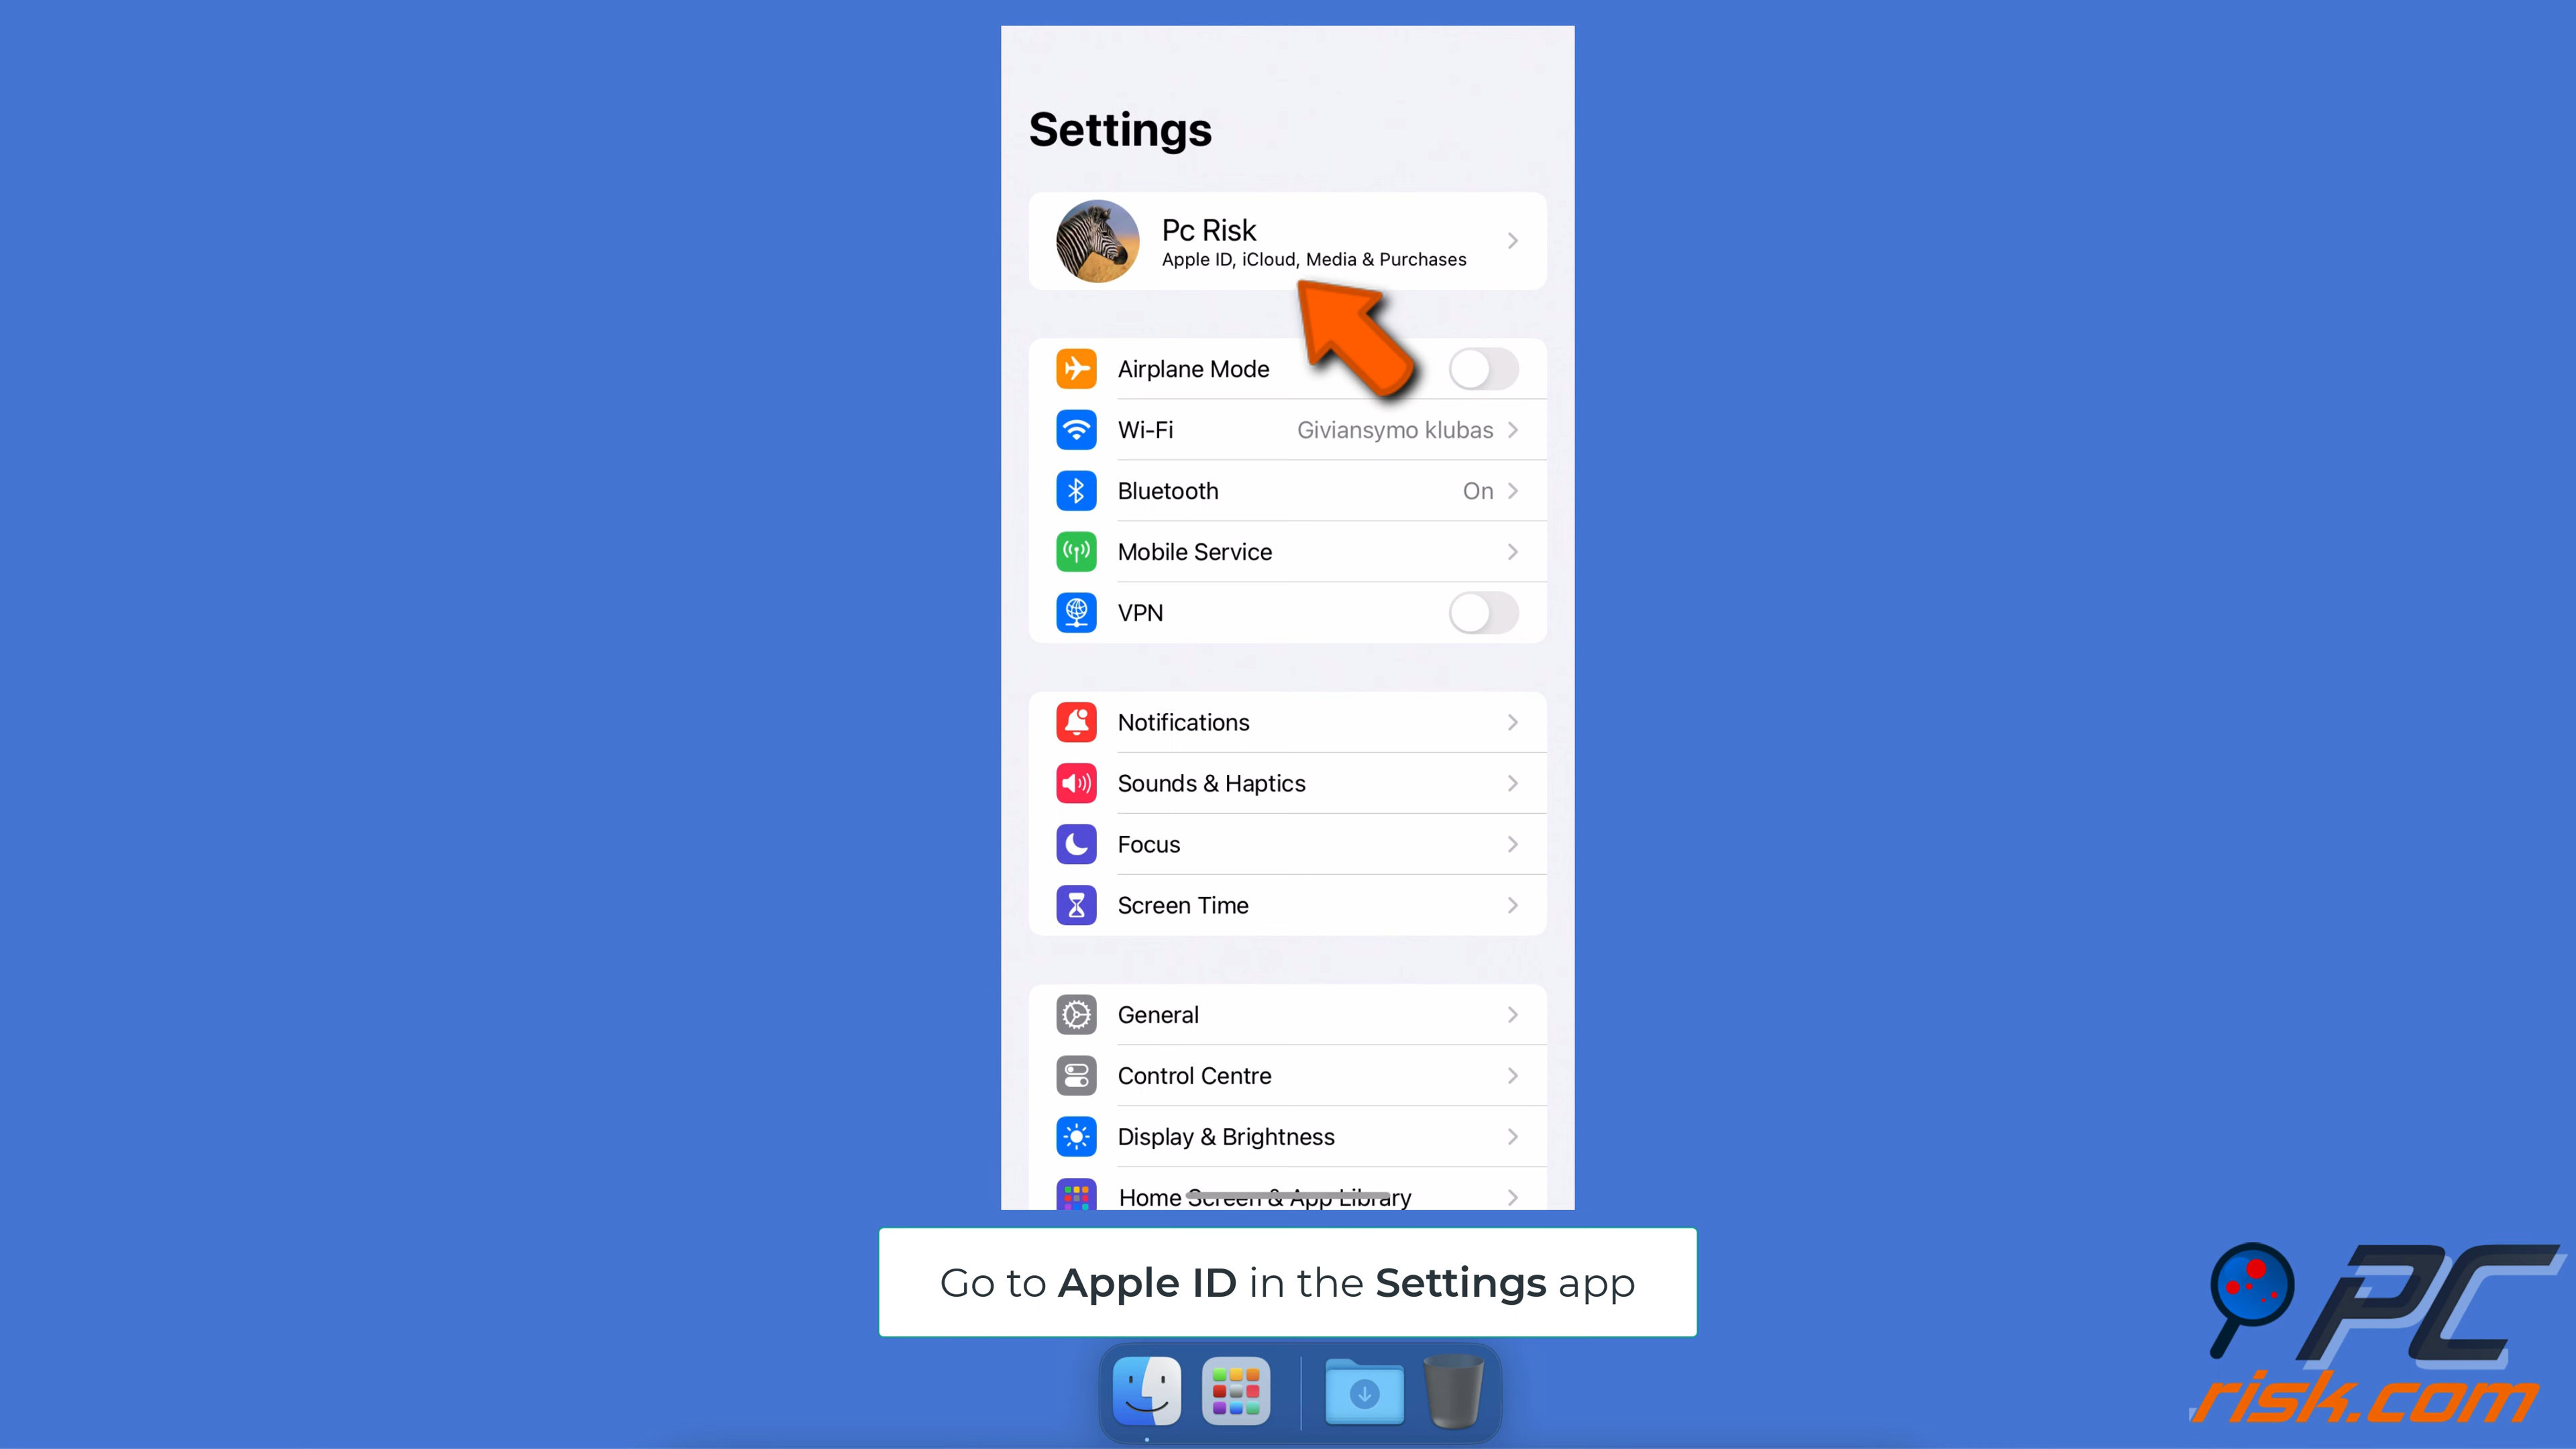 Settings
Pc Risk
Apple ID, iCloud, Media & Purchases
Airplane Mode
Wi-Fi Giviansymo klubas
Bluetooth On
Mobile Service
VPN
Notifications
Sounds & Haptics
Focus
Screen Time
General
Control Centre
Display & Brightness
Home Screen & App Library
Go to Apple ID in the Settings app
PC
risk.com